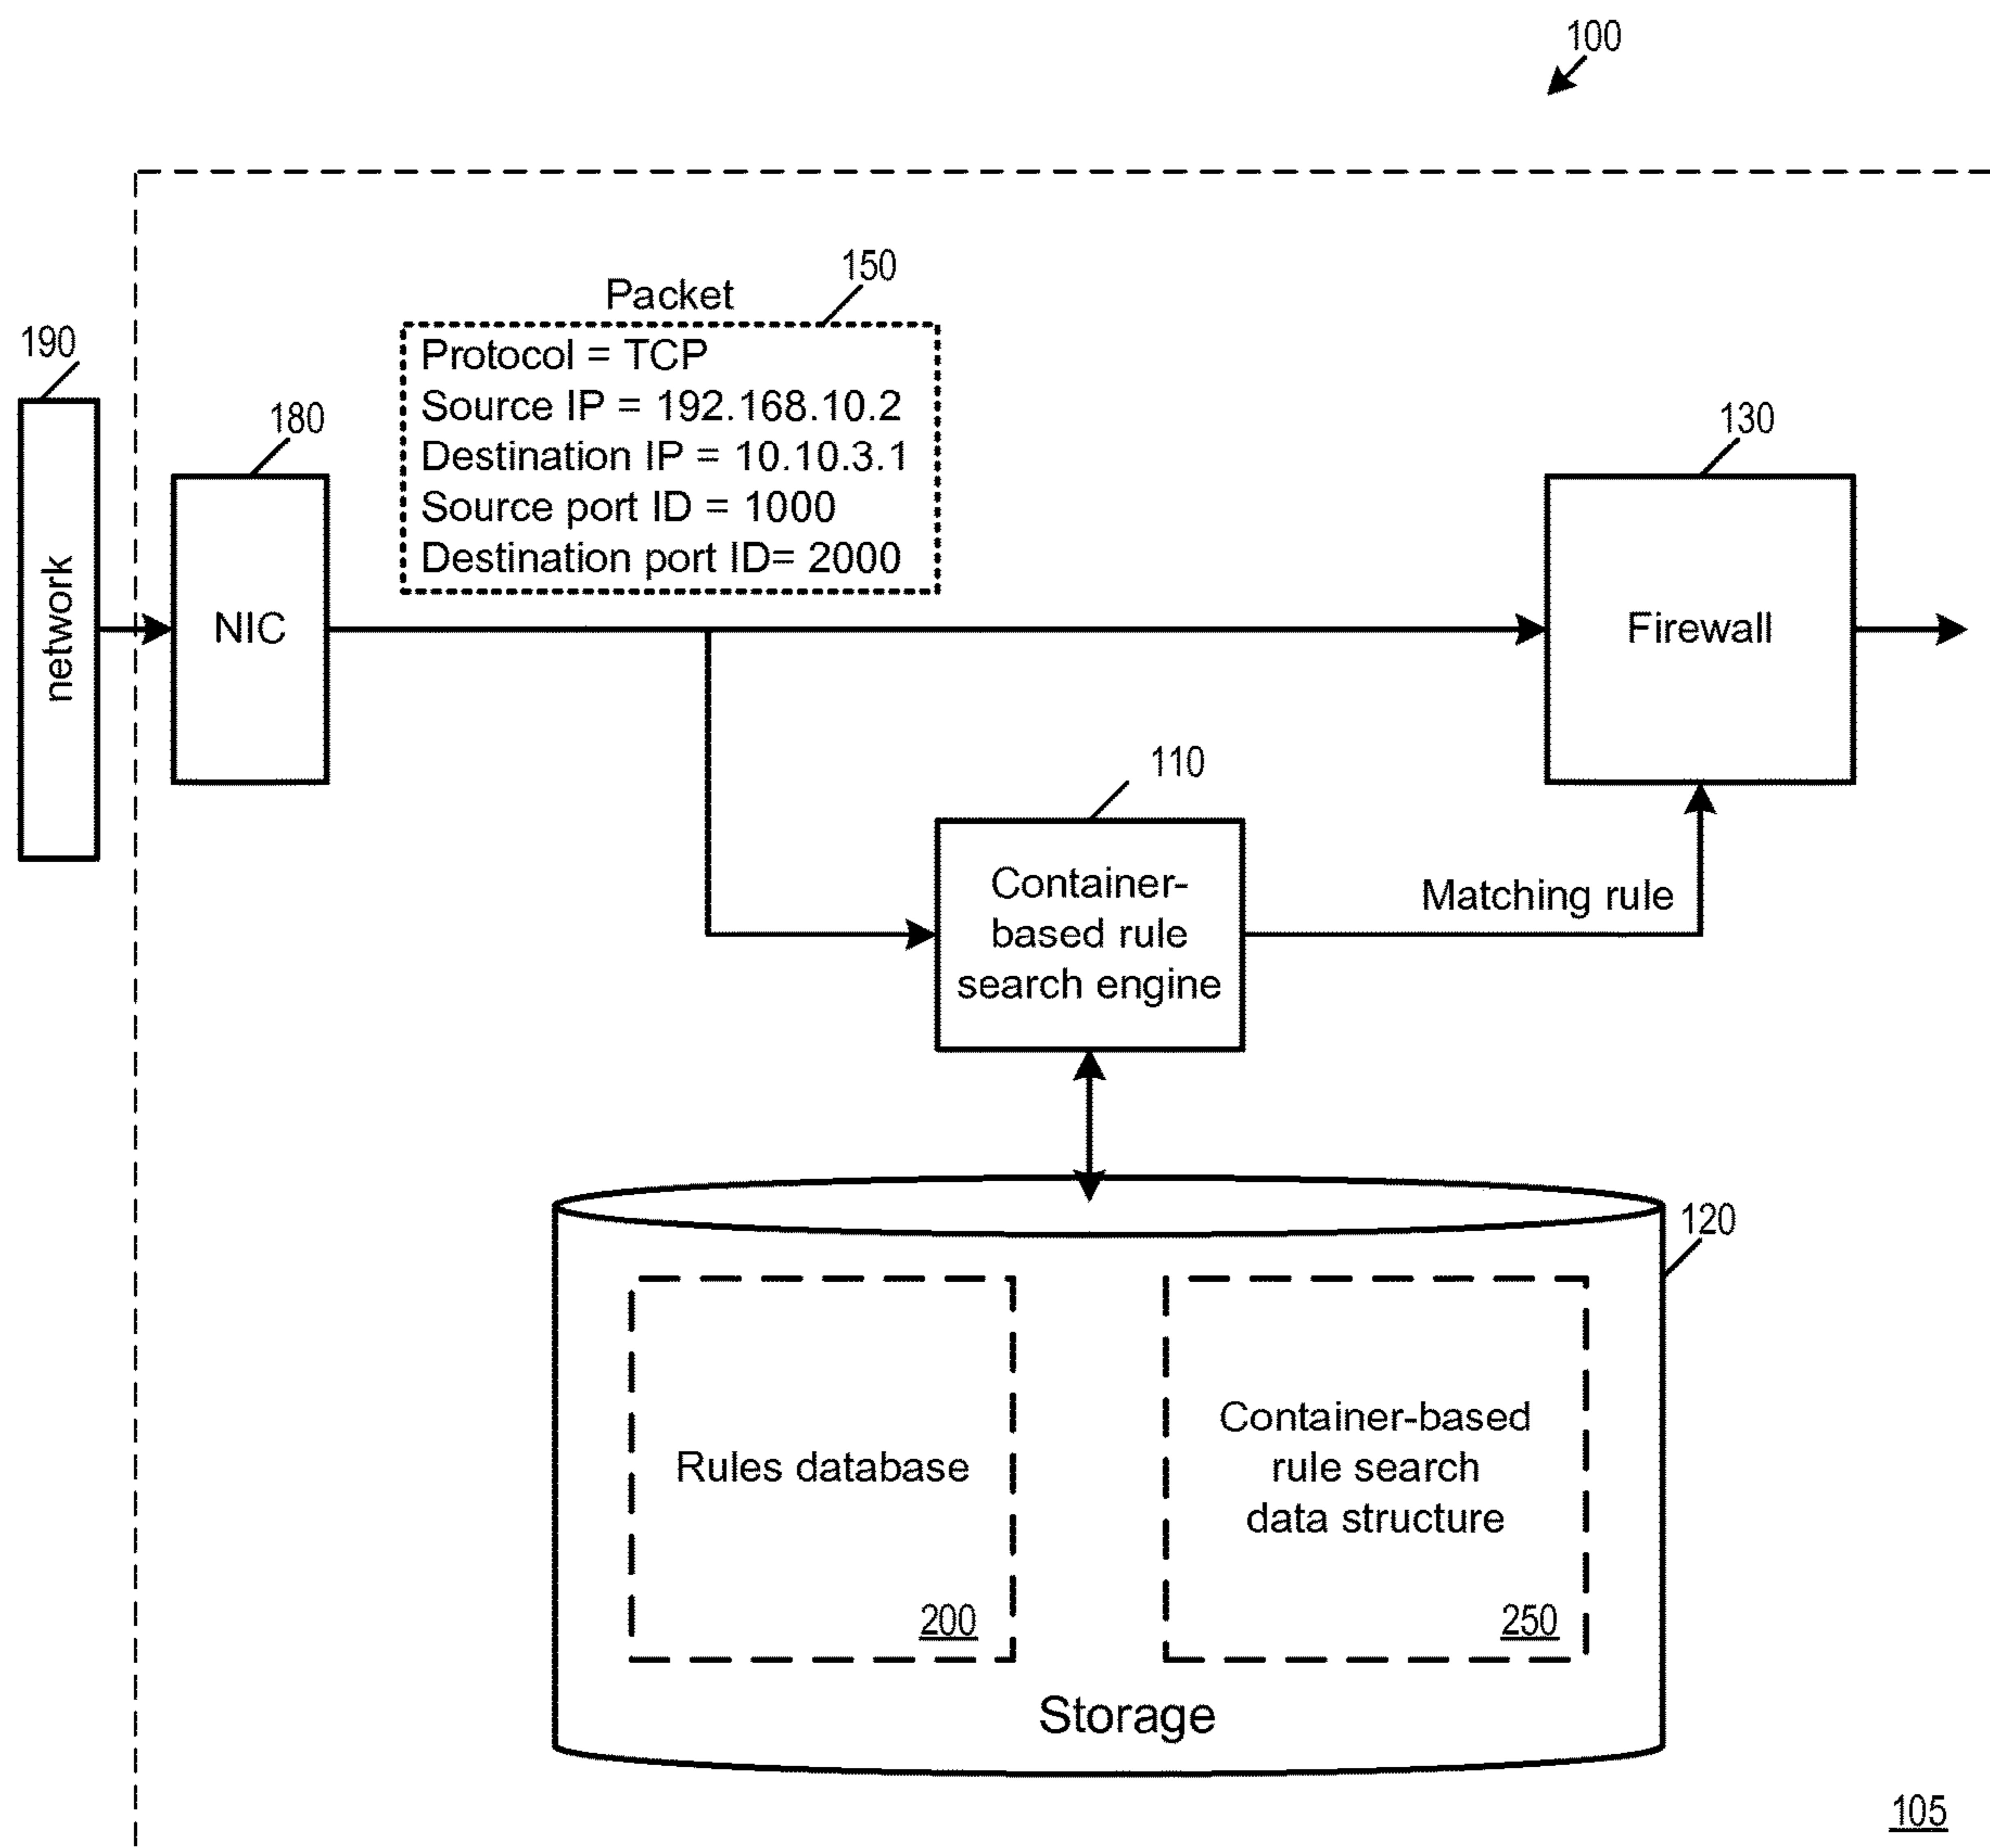 100
Packet
150
Protocol = TCP
Source IP = 192.168.10.2
Destination IP = 10.10.3.1
Source port ID = 1000
Destination port ID= 2000
190
network
180
NIC
130
Firewall
110
Container-
based rule
search engine
Matching rule
120
Rules database
200
Container-based
rule search
data structure
250
Storage
105